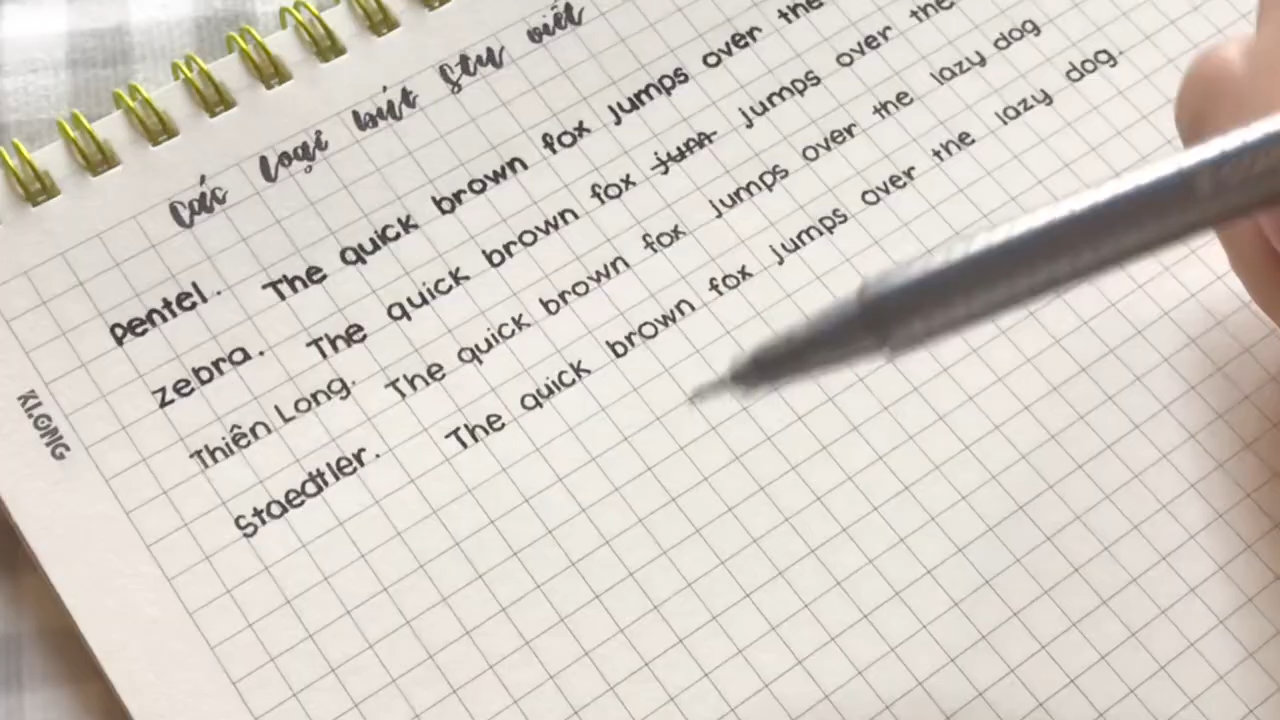 các loại bút Stu viết
Pentel. The quick brown fox jumps over the
zebra. The quick brown fox jum jumps over the
Thiên Long. The quick brown fox jumps over the lazy dog
Staedtler. The quick brown fox jumps over the lazy dog.
KLONG